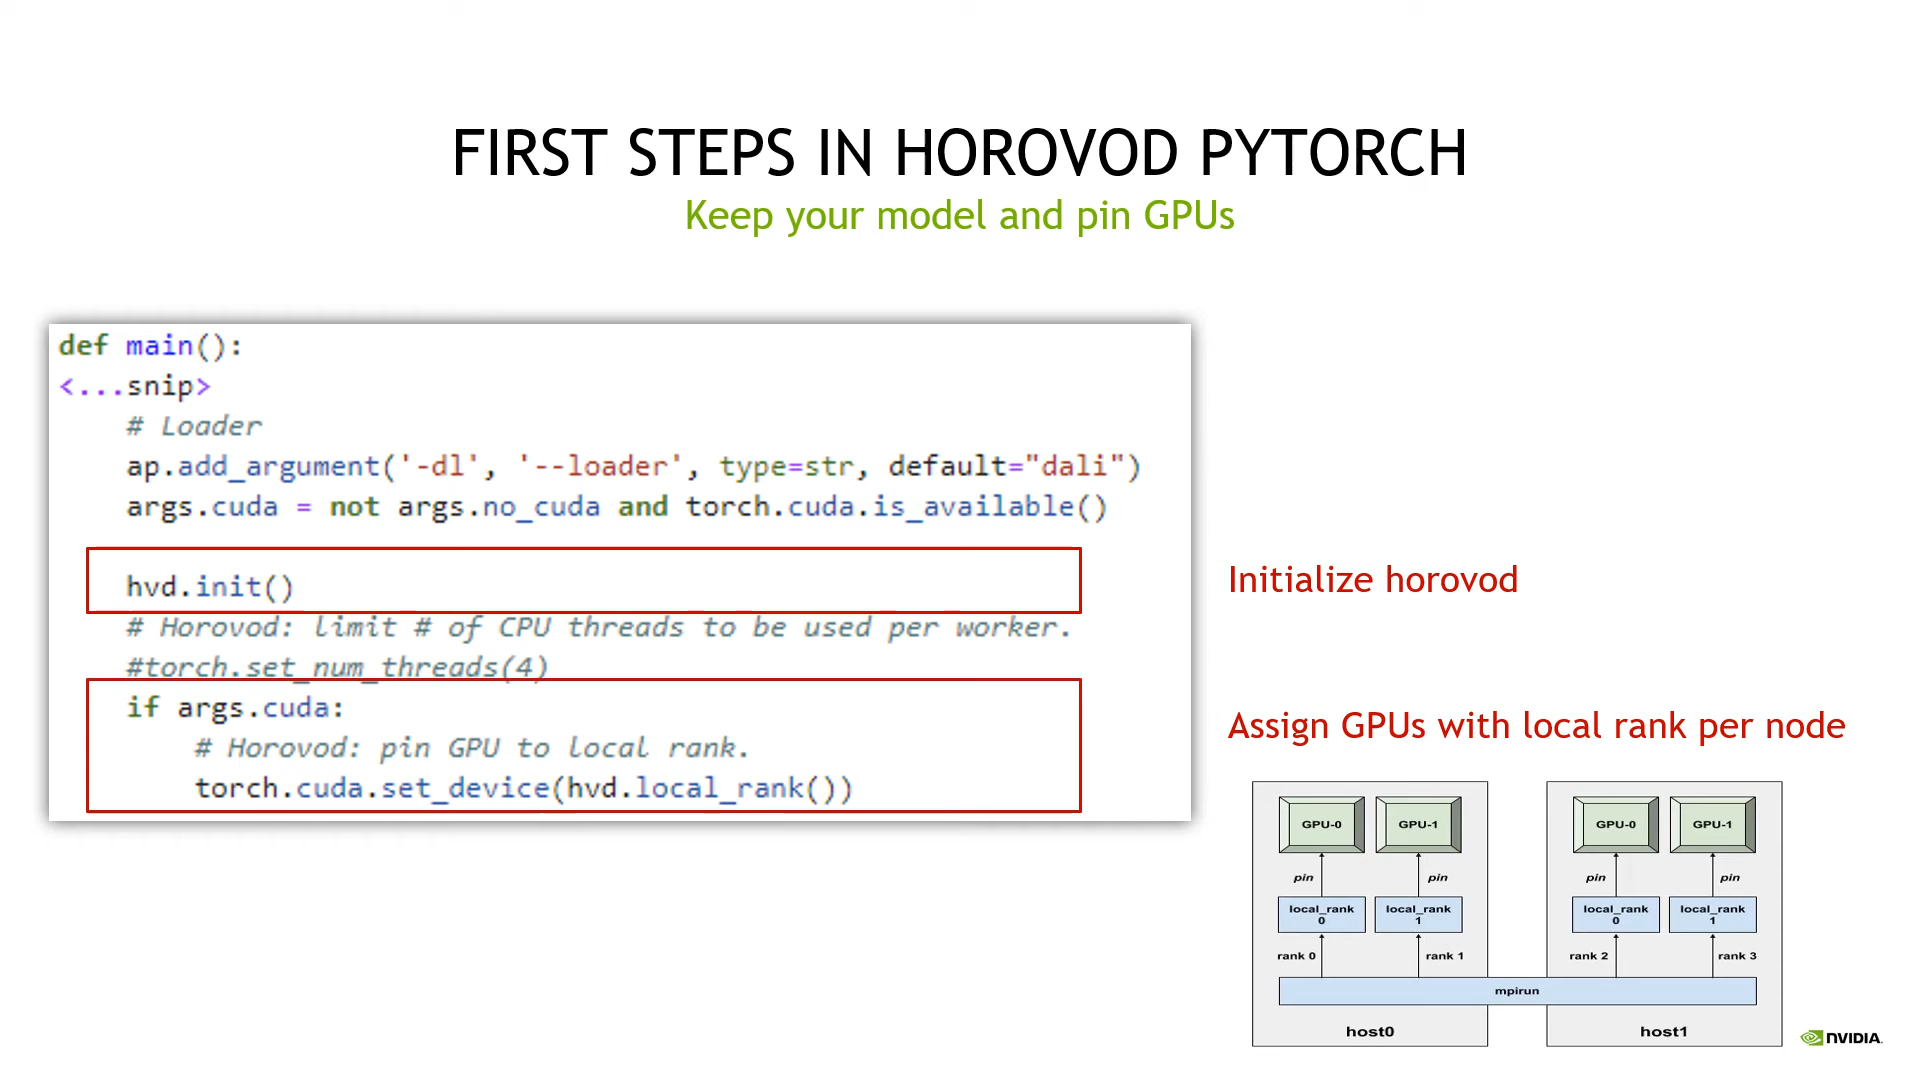 FIRST STEPS IN HOROVOD PYTORCH
Keep your model and pin GPUs
def main():
<...snip>
# Loader
ap.add_argument('-dl', '--loader', type=str, default="dali")
args.cuda = not args.no_cuda and torch.cuda.is_available()
hvd.init()
# Horovod: limit # of CPU threads to be used per worker.
#torch.set_num_threads(4)
if args.cuda:
# Horovod: pin GPU to local rank.
torch.cuda.set_device(hvd.local_rank())
Initialize horovod
Assign GPUs with local rank per node
GPU-0 GPU-1 GPU-0 GPU-1
pin pin pin pin
local_rank local_rank local_rank local_rank
0 1 0 1
rank 0 rank 1 rank 2 rank 3
mpirun
host0 host1
NVIDIA.